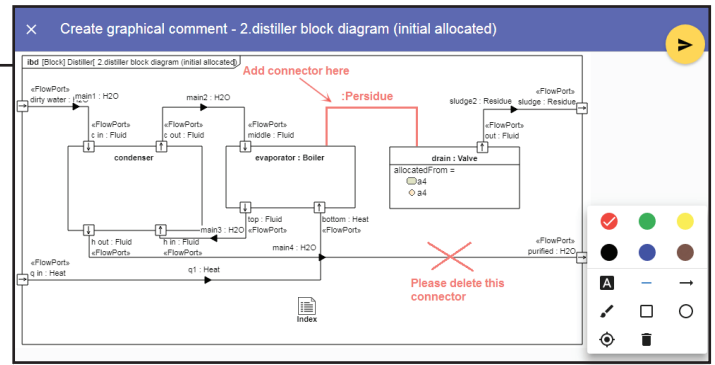 Create graphical comment - 2.distiller block diagram (initial allocated)
ibd [Block] Distiller[ 2.distiller block diagram (initial allocated)]
Add connector here
:Persidue
«FlowPort»
dirty water : H2O
main1 : H2O
main2 : H2O
«FlowPort»
c in : Fluid
«FlowPort»
c out : Fluid
«FlowPort»
middle : Fluid
sludge2 : Residue
«FlowPort»
sludge : Residue
«FlowPort»
out : Fluid
condenser
evaporator : Boiler
drain : Valve
allocatedFrom =
a4
a4
top : Fluid
«FlowPort»
bottom : Heat
«FlowPort»
main3 : H2O
h out : Fluid
«FlowPort»
h in : Fluid
«FlowPort»
main4 : H2O
«FlowPort»
purified : H2O
«FlowPort»
q in : Heat
q1 : Heat
Please delete this
connector
Index
A